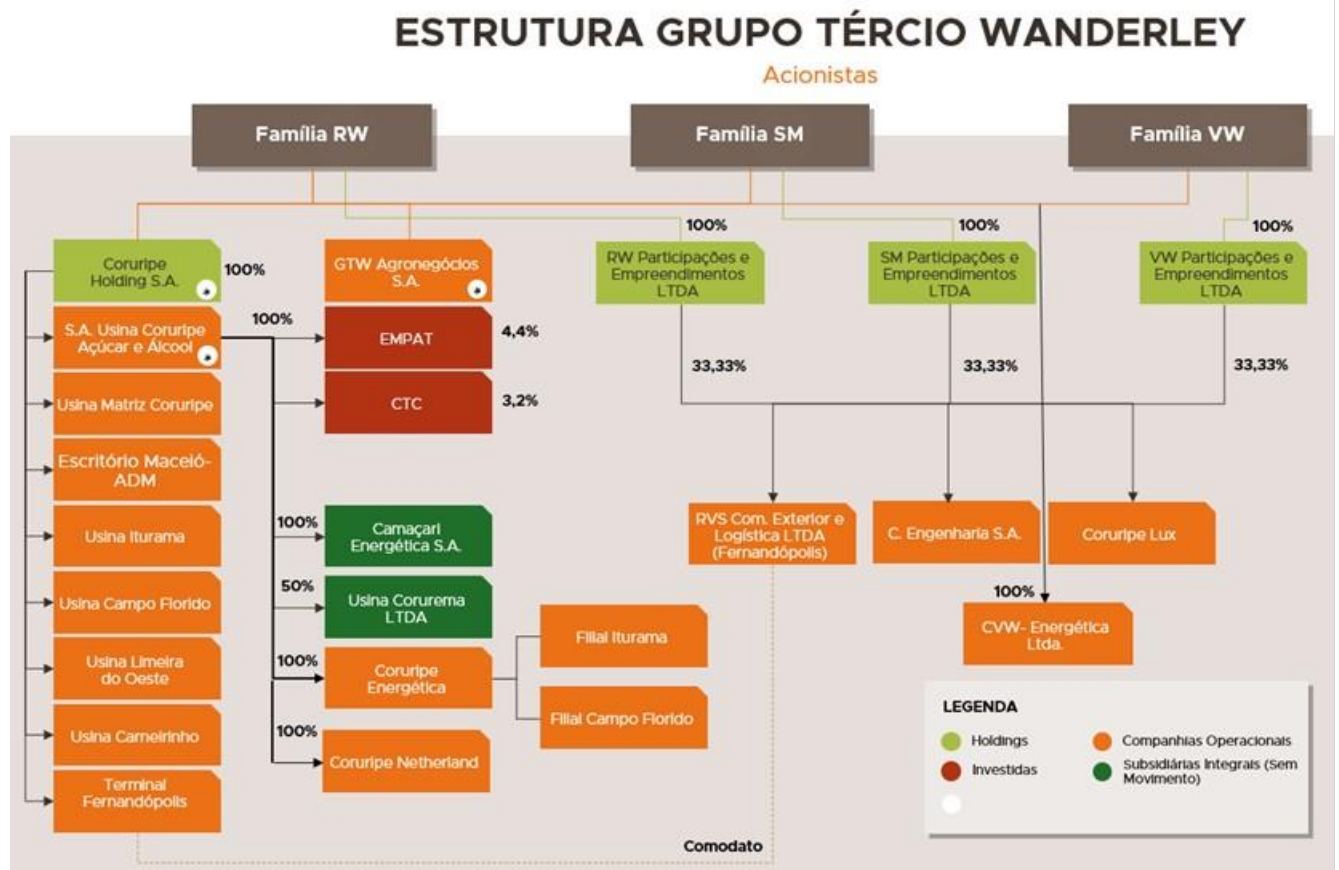 ESTRUTURA GRUPO TÉRCIO WANDERLEY
Acionistas
Família RW
Família SM
Família VW
100%
100%
100%
Coruripe
Holding S.A.
100%
GTW Agronegócios
S.A.
RW Participações e
Empreendimentos
LTDA
SM Participações e
Empreendimentos
LTDA
VW Participações e
Empreendimentos
LTDA
S.A. Usina Coruripe
Açúcar e Álcool
100%
EMPAT
4,4%
33,33%
33,33%
33,33%
Usina Matriz Coruripe
CTC
3,2%
Escritório Maceió-
ADM
Usina Iturama
100%
Camaçari
Energética S.A.
RVS Com. Exterior e
Logística LTDA
(Fernandópolis)
C. Engenharia S.A.
Coruripe Lux
Usina Campo Florido
50%
Usina Corurema
LTDA
100%
CVW- Energética
Ltda.
Filial Iturama
Usina Limeira
do Oeste
100%
Coruripe
Energética
Filial Campo Florido
Usina Carneirinho
100%
Coruripe Netherland
Terminal
Fernandópolis
LEGENDA
Holdings
Companhias Operacionais
Investidas
Subsidiárias Integrais (Sem
Movimento)
Comodato